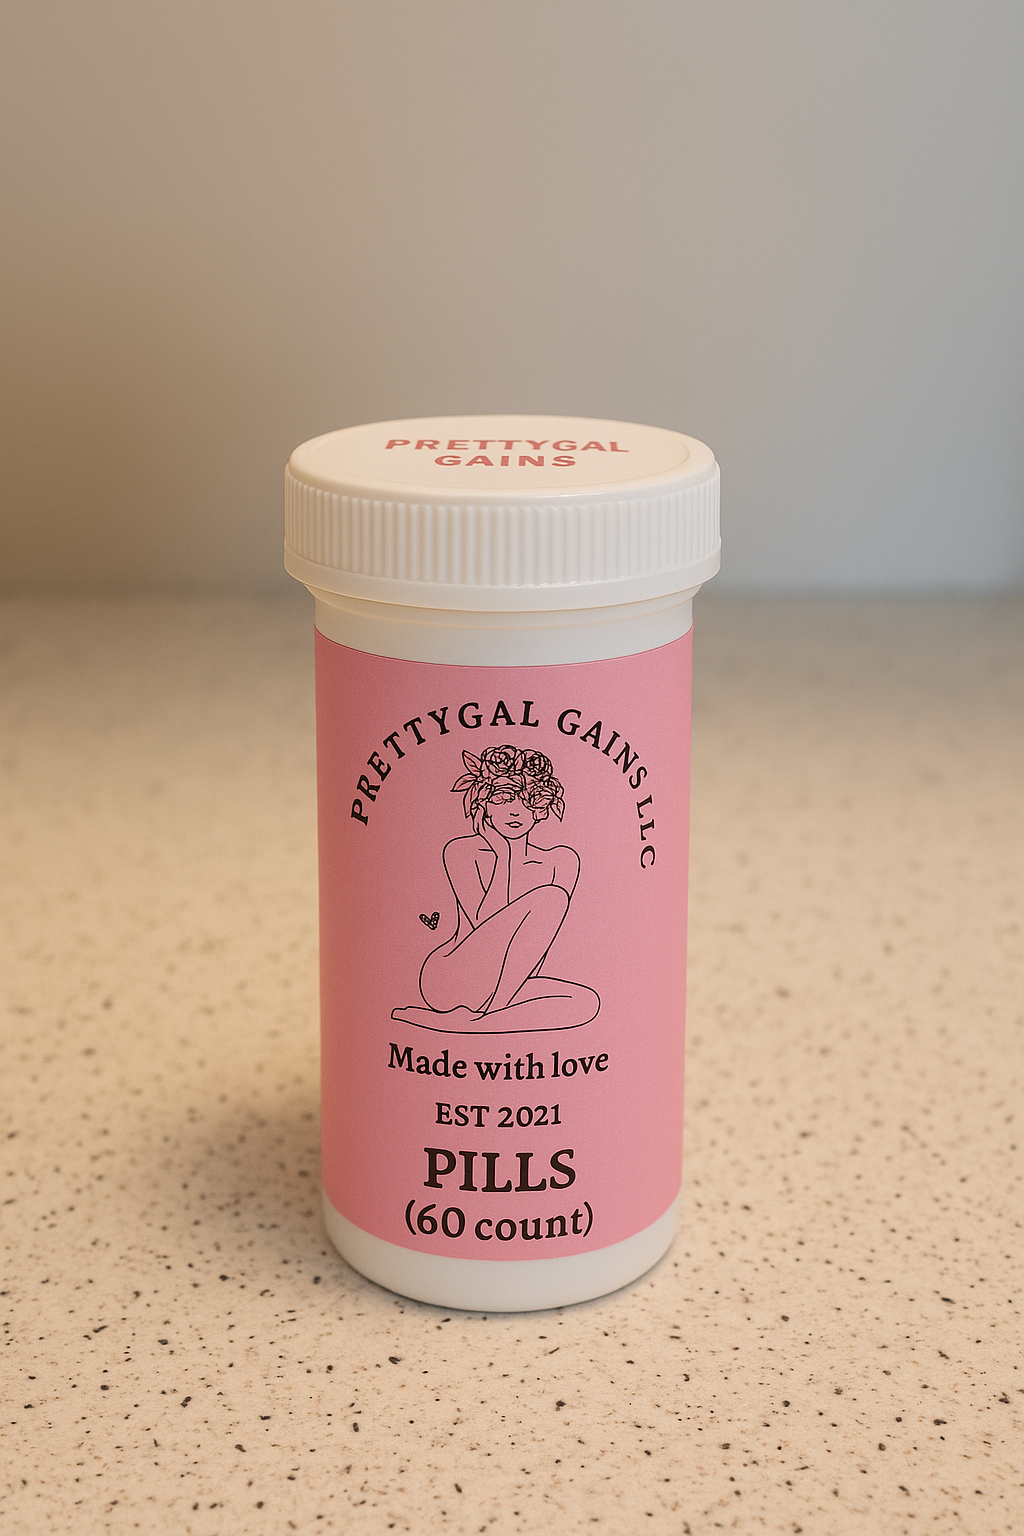 PRETTYGAL
GAINS
PRETTYGAL GAINS LLC
Made with love
EST 2021
PILLS
(60 count)